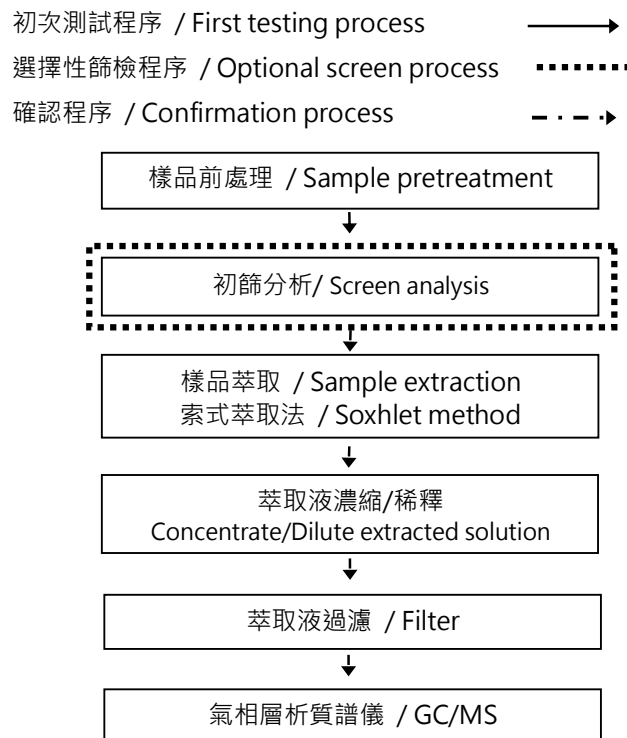 初次測試程序 / First testing process
選擇性篩檢程序 / Optional screen process
確認程序 / Confirmation process
樣品前處理 / Sample pretreatment
初篩分析/ Screen analysis
樣品萃取 / Sample extraction
索式萃取法 / Soxhlet method
萃取液濃縮/稀釋
Concentrate/Dilute extracted solution
萃取液過濾 / Filter
氣相層析質譜儀 / GC/MS